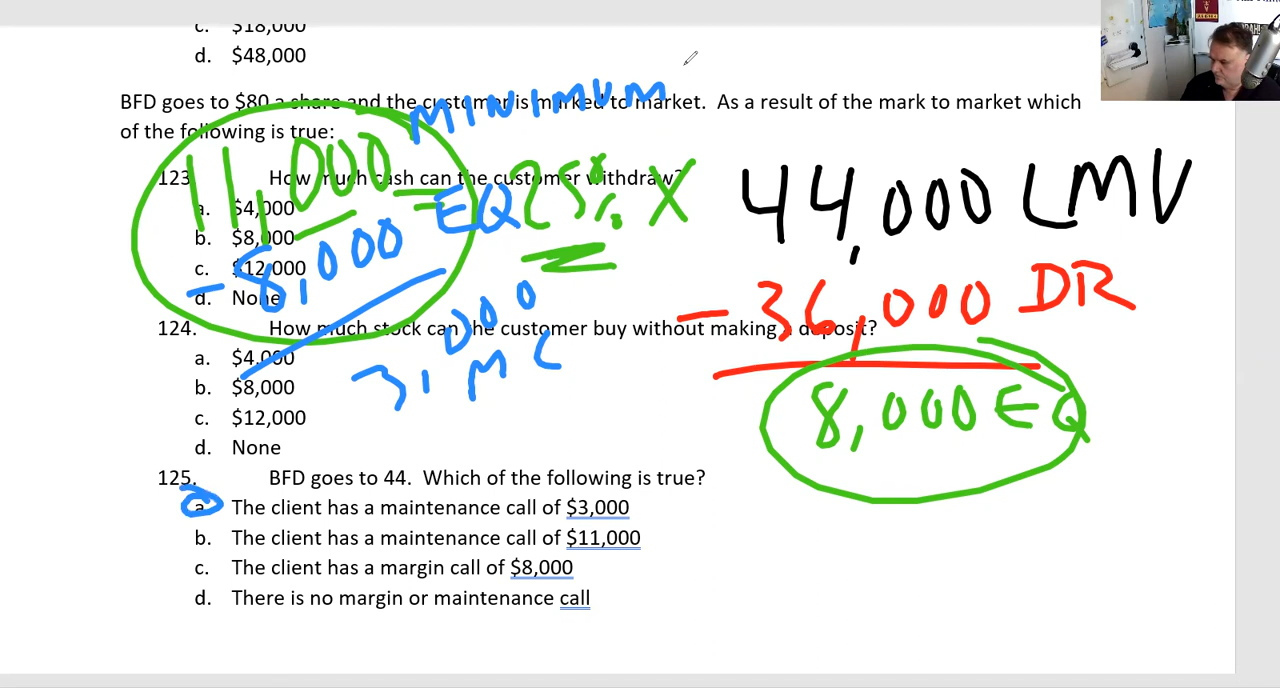 c. $18,000
d. $48,000
BFD goes to $80 a share and the customer is marked to market. As a result of the mark to market which
of the following is true:
MINIMUM
123. How much cash can the customer withdraw?
a. $4,000
b. $8,000
c. $12,000
d. None
11,000 = EQ 25% X 44,000 LMV
- 8,000
3,000 MC
- 36,000 DR
8,000 EQ
124. How much stock can the customer buy without making a deposit?
a. $4,000
b. $8,000
c. $12,000
d. None
125. BFD goes to 44. Which of the following is true?
a. The client has a maintenance call of $3,000
b. The client has a maintenance call of $11,000
c. The client has a margin call of $8,000
d. There is no margin or maintenance call